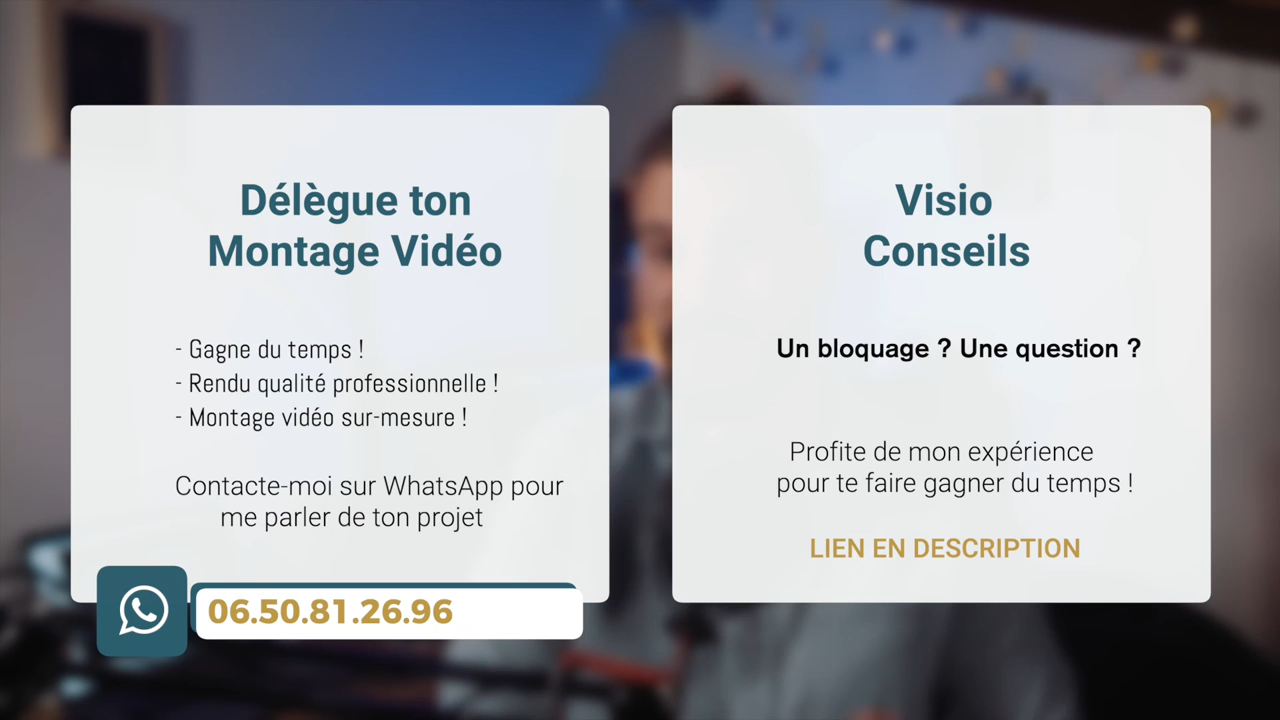 Délègue ton
Montage Vidéo
- Gagne du temps !
- Rendu qualité professionnelle !
- Montage vidéo sur-mesure !
Contacte-moi sur WhatsApp pour
me parler de ton projet
06.50.81.26.96
Visio
Conseils
Un bloquage ? Une question ?
Profite de mon expérience
pour te faire gagner du temps !
LIEN EN DESCRIPTION